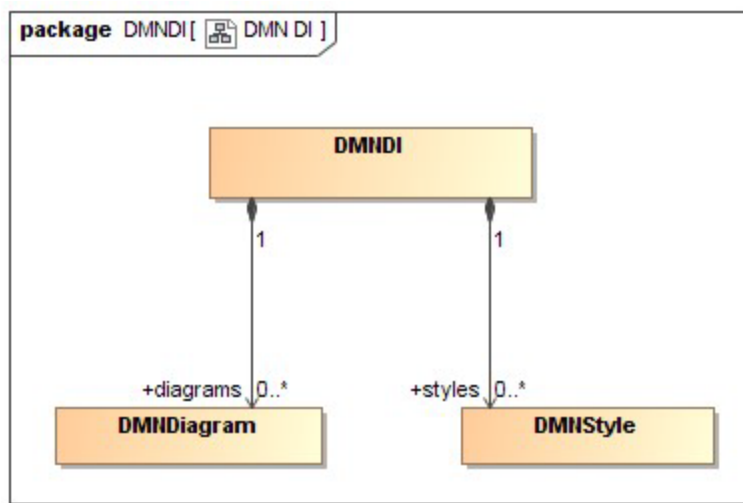 package DMNDI[ DMN DI ]
DMNDI
1 1
+diagrams 0..* +styles 0..*
DMNDiagram DMNStyle